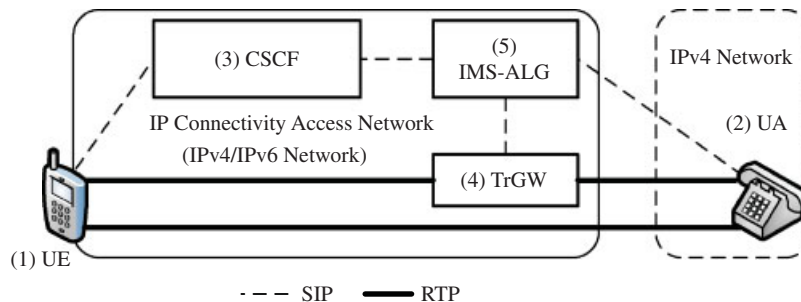 (3) CSCF
(5)
IMS-ALG
IPv4 Network
IP Connectivity Access Network
(IPv4/IPv6 Network)
(2) UA
(4) TrGW
(1) UE
SIP
RTP